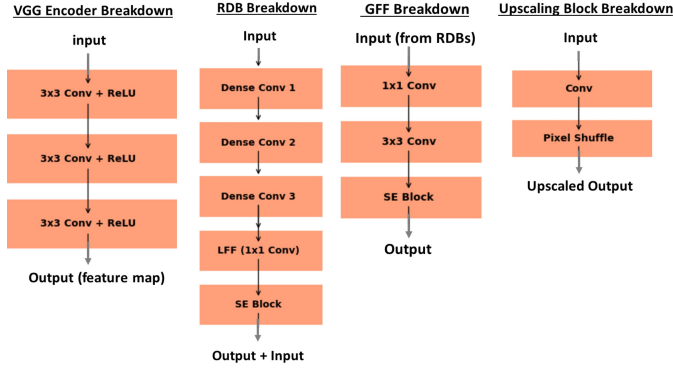 VGG Encoder Breakdown
input
3x3 Conv + ReLU
3x3 Conv + ReLU
3x3 Conv + ReLU
Output (feature map)
RDB Breakdown
Input
Dense Conv 1
Dense Conv 2
Dense Conv 3
LFF (1x1 Conv)
SE Block
Output + Input
GFF Breakdown
Input (from RDBs)
1x1 Conv
3x3 Conv
SE Block
Output
Upscaling Block Breakdown
Input
Conv
Pixel Shuffle
Upscaled Output